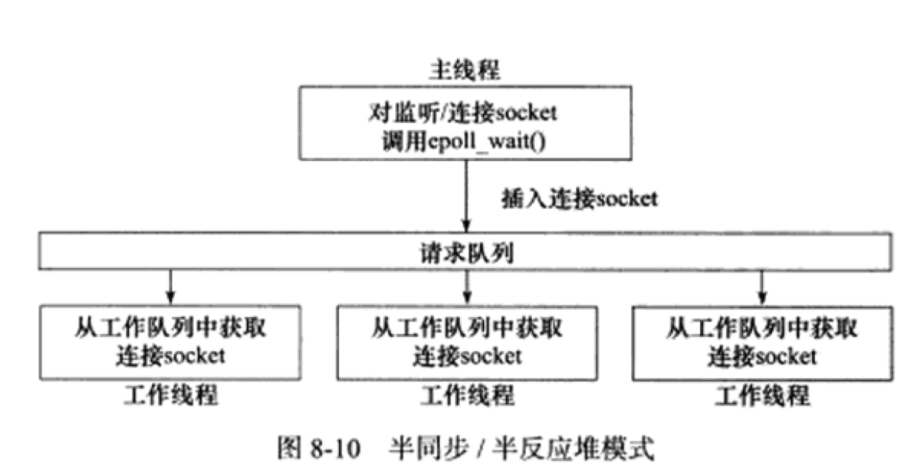 主线程
对监听/连接socket
调用epoll_wait()
插入连接socket
请求队列
从工作队列中获取
连接socket
从工作队列中获取
连接socket
从工作队列中获取
连接socket
工作线程
工作线程
工作线程
图 8-10 半同步 / 半反应堆模式